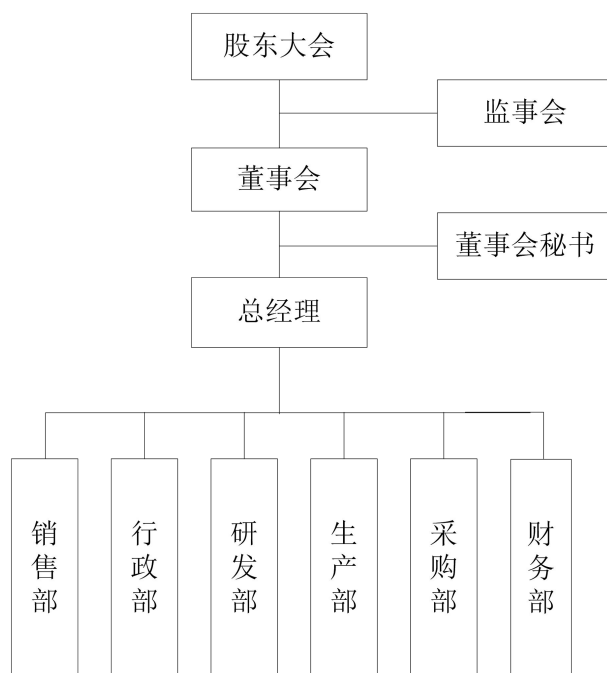 股东大会
监事会
董事会
董事会秘书
总经理
销售部
行政部
研发部
生产部
采购部
财务部